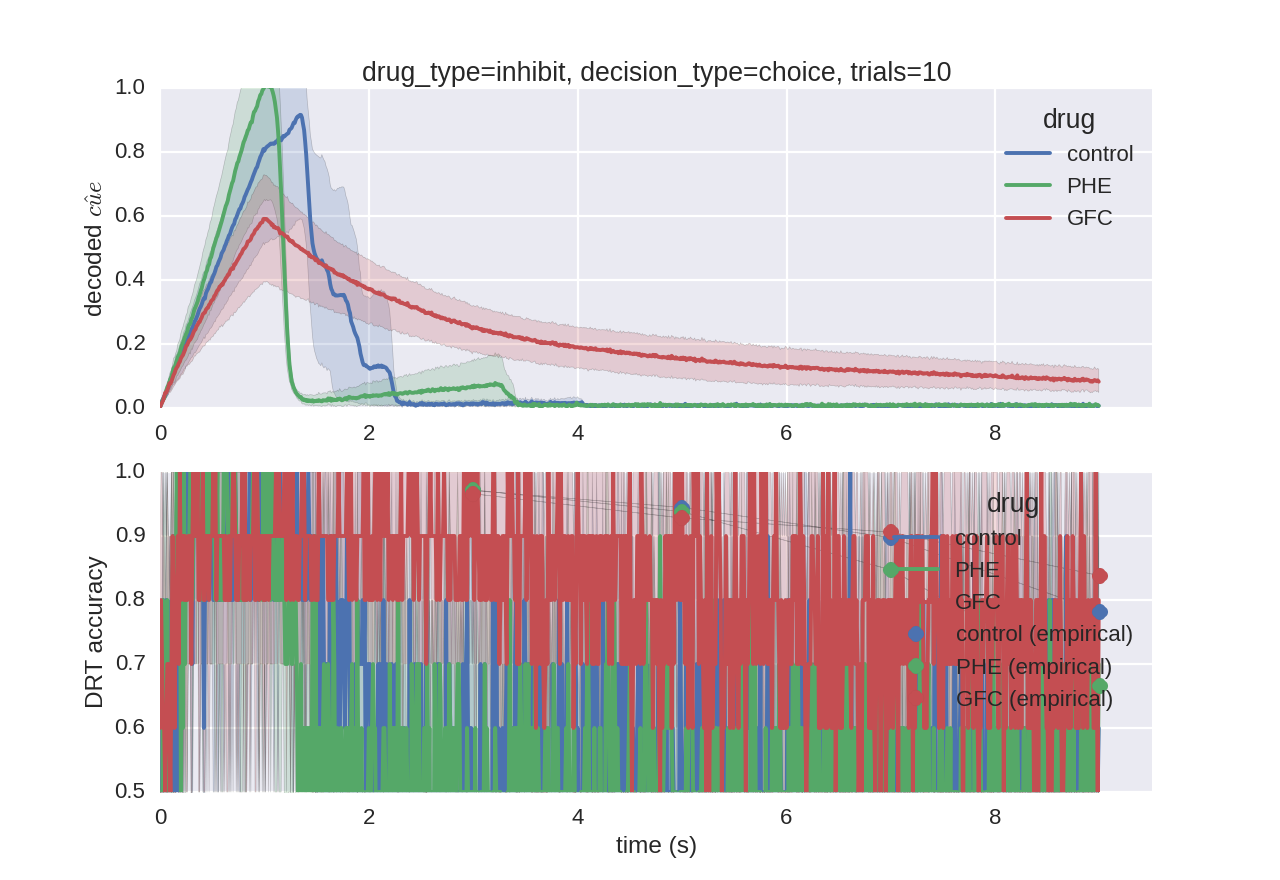 drug_type=inhibit, decision_type=choice, trials=10
1.0
0.8
0.6
0.4
0.2
0.0
decoded cûe
drug
control
PHE
GFC
0 2 4 6 8
1.0
0.9
0.8
0.7
0.6
0.5
DRT accuracy
drug
control
PHE
GFC
control (empirical)
PHE (empirical)
GFC (empirical)
0 2 4 6 8
time (s)